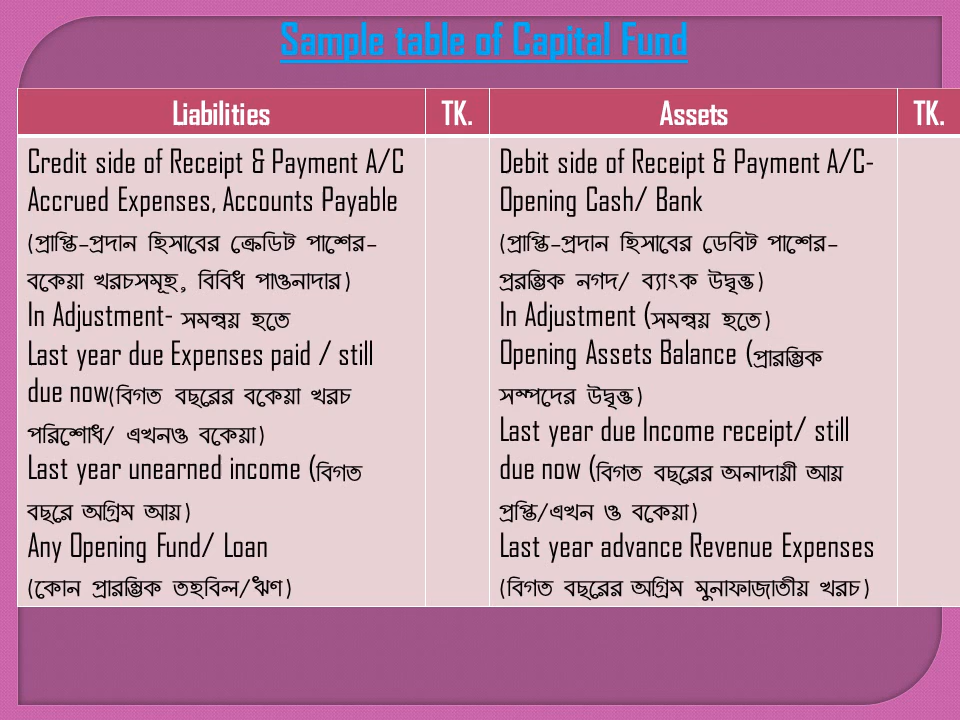 Sample table of Capital Fund
Liabilities
TK.
Assets
TK.
Credit side of Receipt & Payment A/C
Accrued Expenses, Accounts Payable
(প্রাপ্তি-প্রদান হিসাবের ক্রেডিট পাশের-
বকেয়া খরচসমূহ, বিবিধ পাওনাদার)
In Adjustment- সমন্বয় হতে
Last year due Expenses paid / still
due now(বিগত বছরের বকেয়া খরচ
পরিশোধ/ এখনও বকেয়া)
Last year unearned income (বিগত
বছরে অগ্রিম আয়)
Any Opening Fund/ Loan
(কোন প্রারম্ভিক তহবিল/ঋণ)
Debit side of Receipt & Payment A/C-
Opening Cash/ Bank
(প্রাপ্তি-প্রদান হিসাবের ডেবিট পাশের-
প্ররম্ভিক নগদ/ ব্যাংক উদ্বৃত্ত)
In Adjustment (সমন্বয় হতে)
Opening Assets Balance (প্রারম্ভিক
সম্পদের উদ্বৃত্ত)
Last year due Income receipt/ still
due now (বিগত বছরের অনাদায়ী আয়
প্রপ্তি/এখন ও বকেয়া)
Last year advance Revenue Expenses
(বিগত বছরের অগ্রিম মুনাফাজাতীয় খরচ)